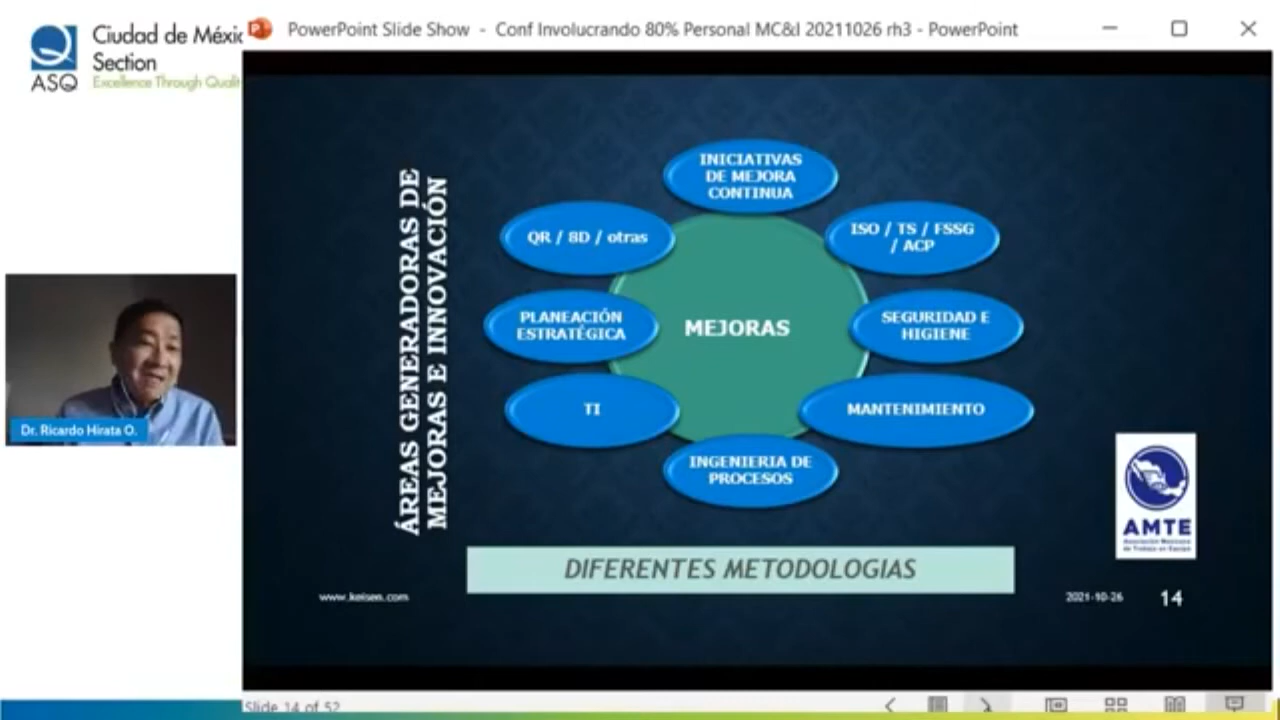 PowerPoint Slide Show - Conf Involucrando 80% Personal MC&I 20211026 rh3 - PowerPoint
Ciudad de Méxic
Section
Excellence Through Qualit
ASQ
ÁREAS GENERADORAS DE
MEJORAS E INNOVACIÓN
INICIATIVAS
DE MEJORA
CONTINUA
QR / 8D / otras
ISO / TS / FSSG
/ ACP
PLANEACIÓN
ESTRATÉGICA
MEJORAS
SEGURIDAD E
HIGIENE
TI
MANTENIMIENTO
INGENIERIA DE
PROCESOS
Dr. Ricardo Hirata O.
AMTE
Asociación Mexicana
de Trabajo en Equipo
DIFERENTES METODOLOGIAS
www.keisen.com
2021-10-26
14
Slide 14 of 52